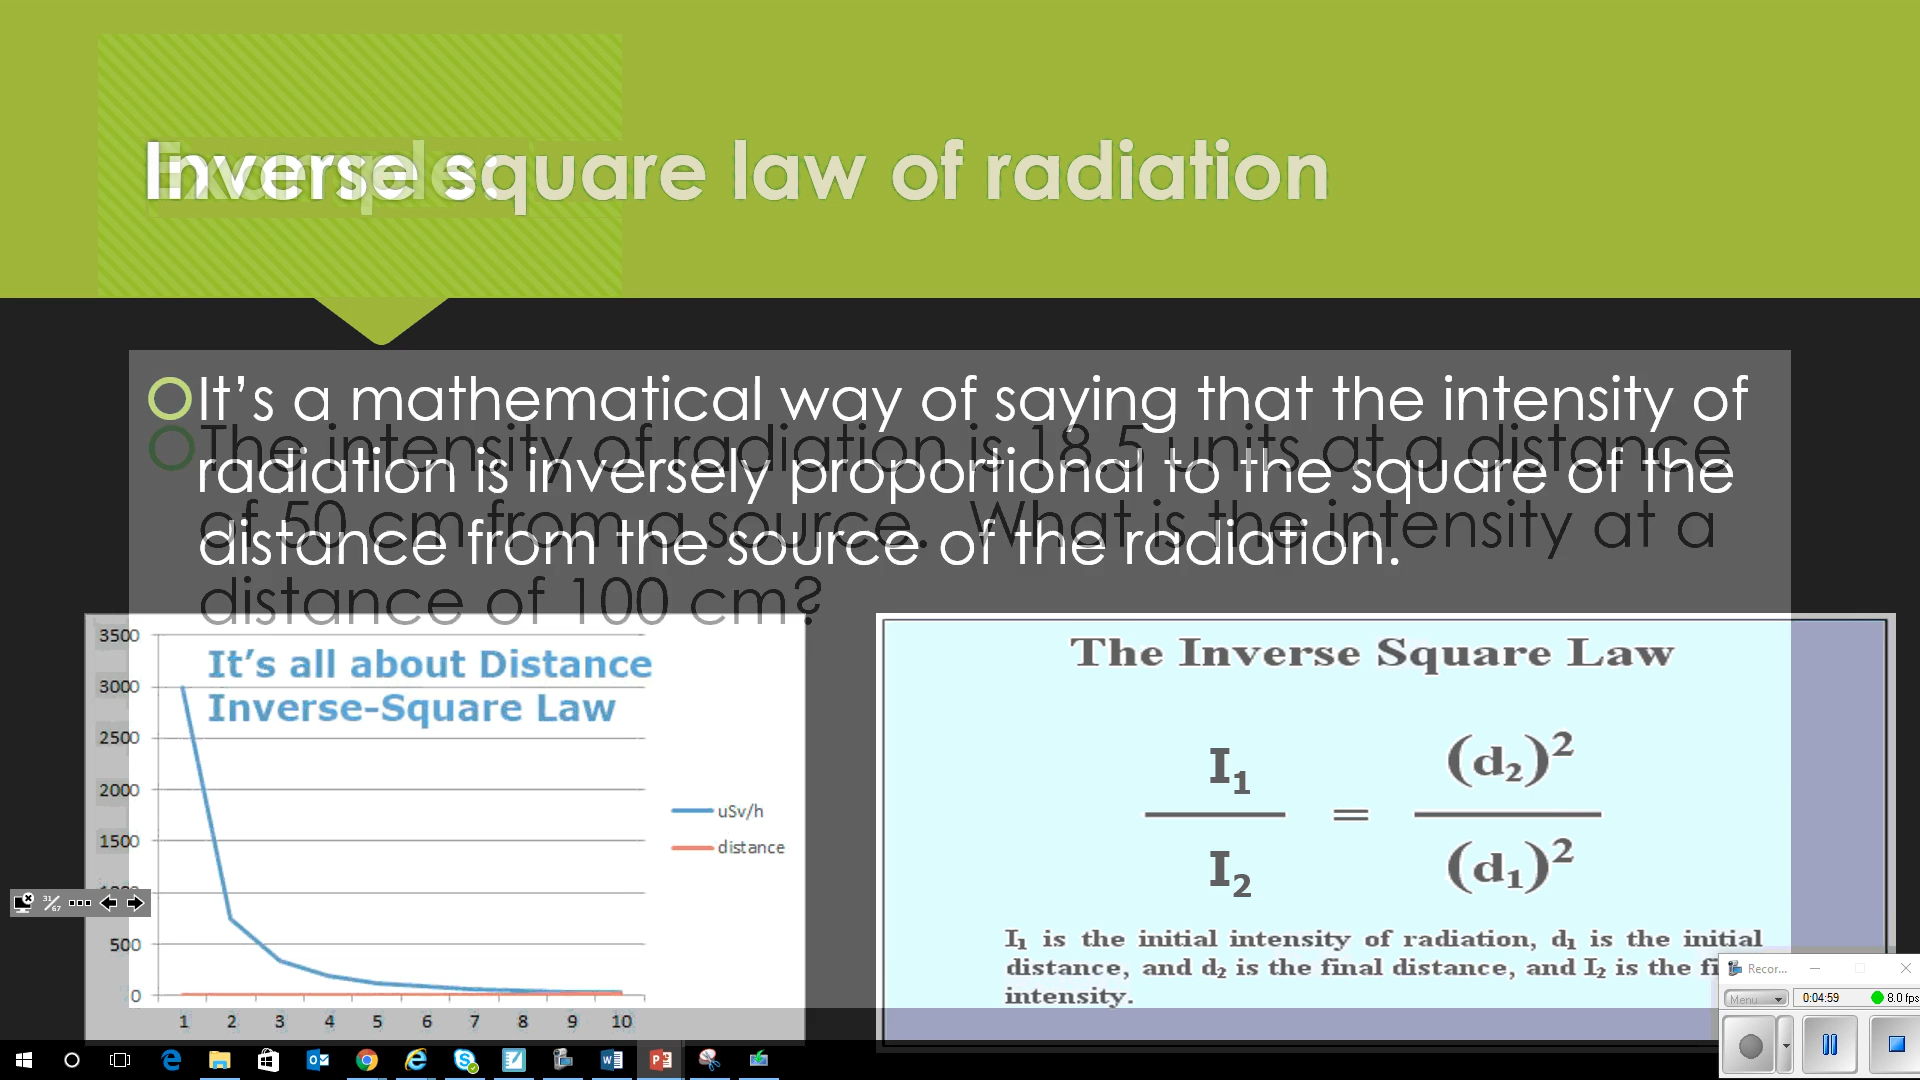 Inverse square law of radiation
Example:
It's a mathematical way of saying that the intensity of
radiation is inversely proportional to the square of the
distance from the source of the radiation.
The intensity of radiation is 18.5 units at a distance
of 50 cm from a source. What is the intensity at a
distance of 100 cm?
It's all about Distance
Inverse-Square Law
3500
3000
2500
2000
1500
500
0
1 2 3 4 5 6 7 8 9 10
uSv/h
distance
The Inverse Square Law
I₁ = (d₂)²
I₂ (d₁)²
I₁ is the initial intensity of radiation, d₁ is the initial
distance, and d₂ is the final distance, and I₂ is the
intensity.
31/67
Recor...
Menu
0:04:59
8.0 fps